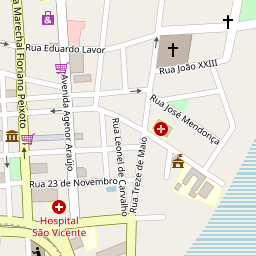 Rua Eduardo Lavor
Rua João XXIII
a Marechal Floriano Peixoto
Avenida Agenor Araújo
Rua José Mendonça
Rua Leonel de Carvalho
Rua Treze de Maio
Rua 23 de Novembro
Hospital
São Vicente